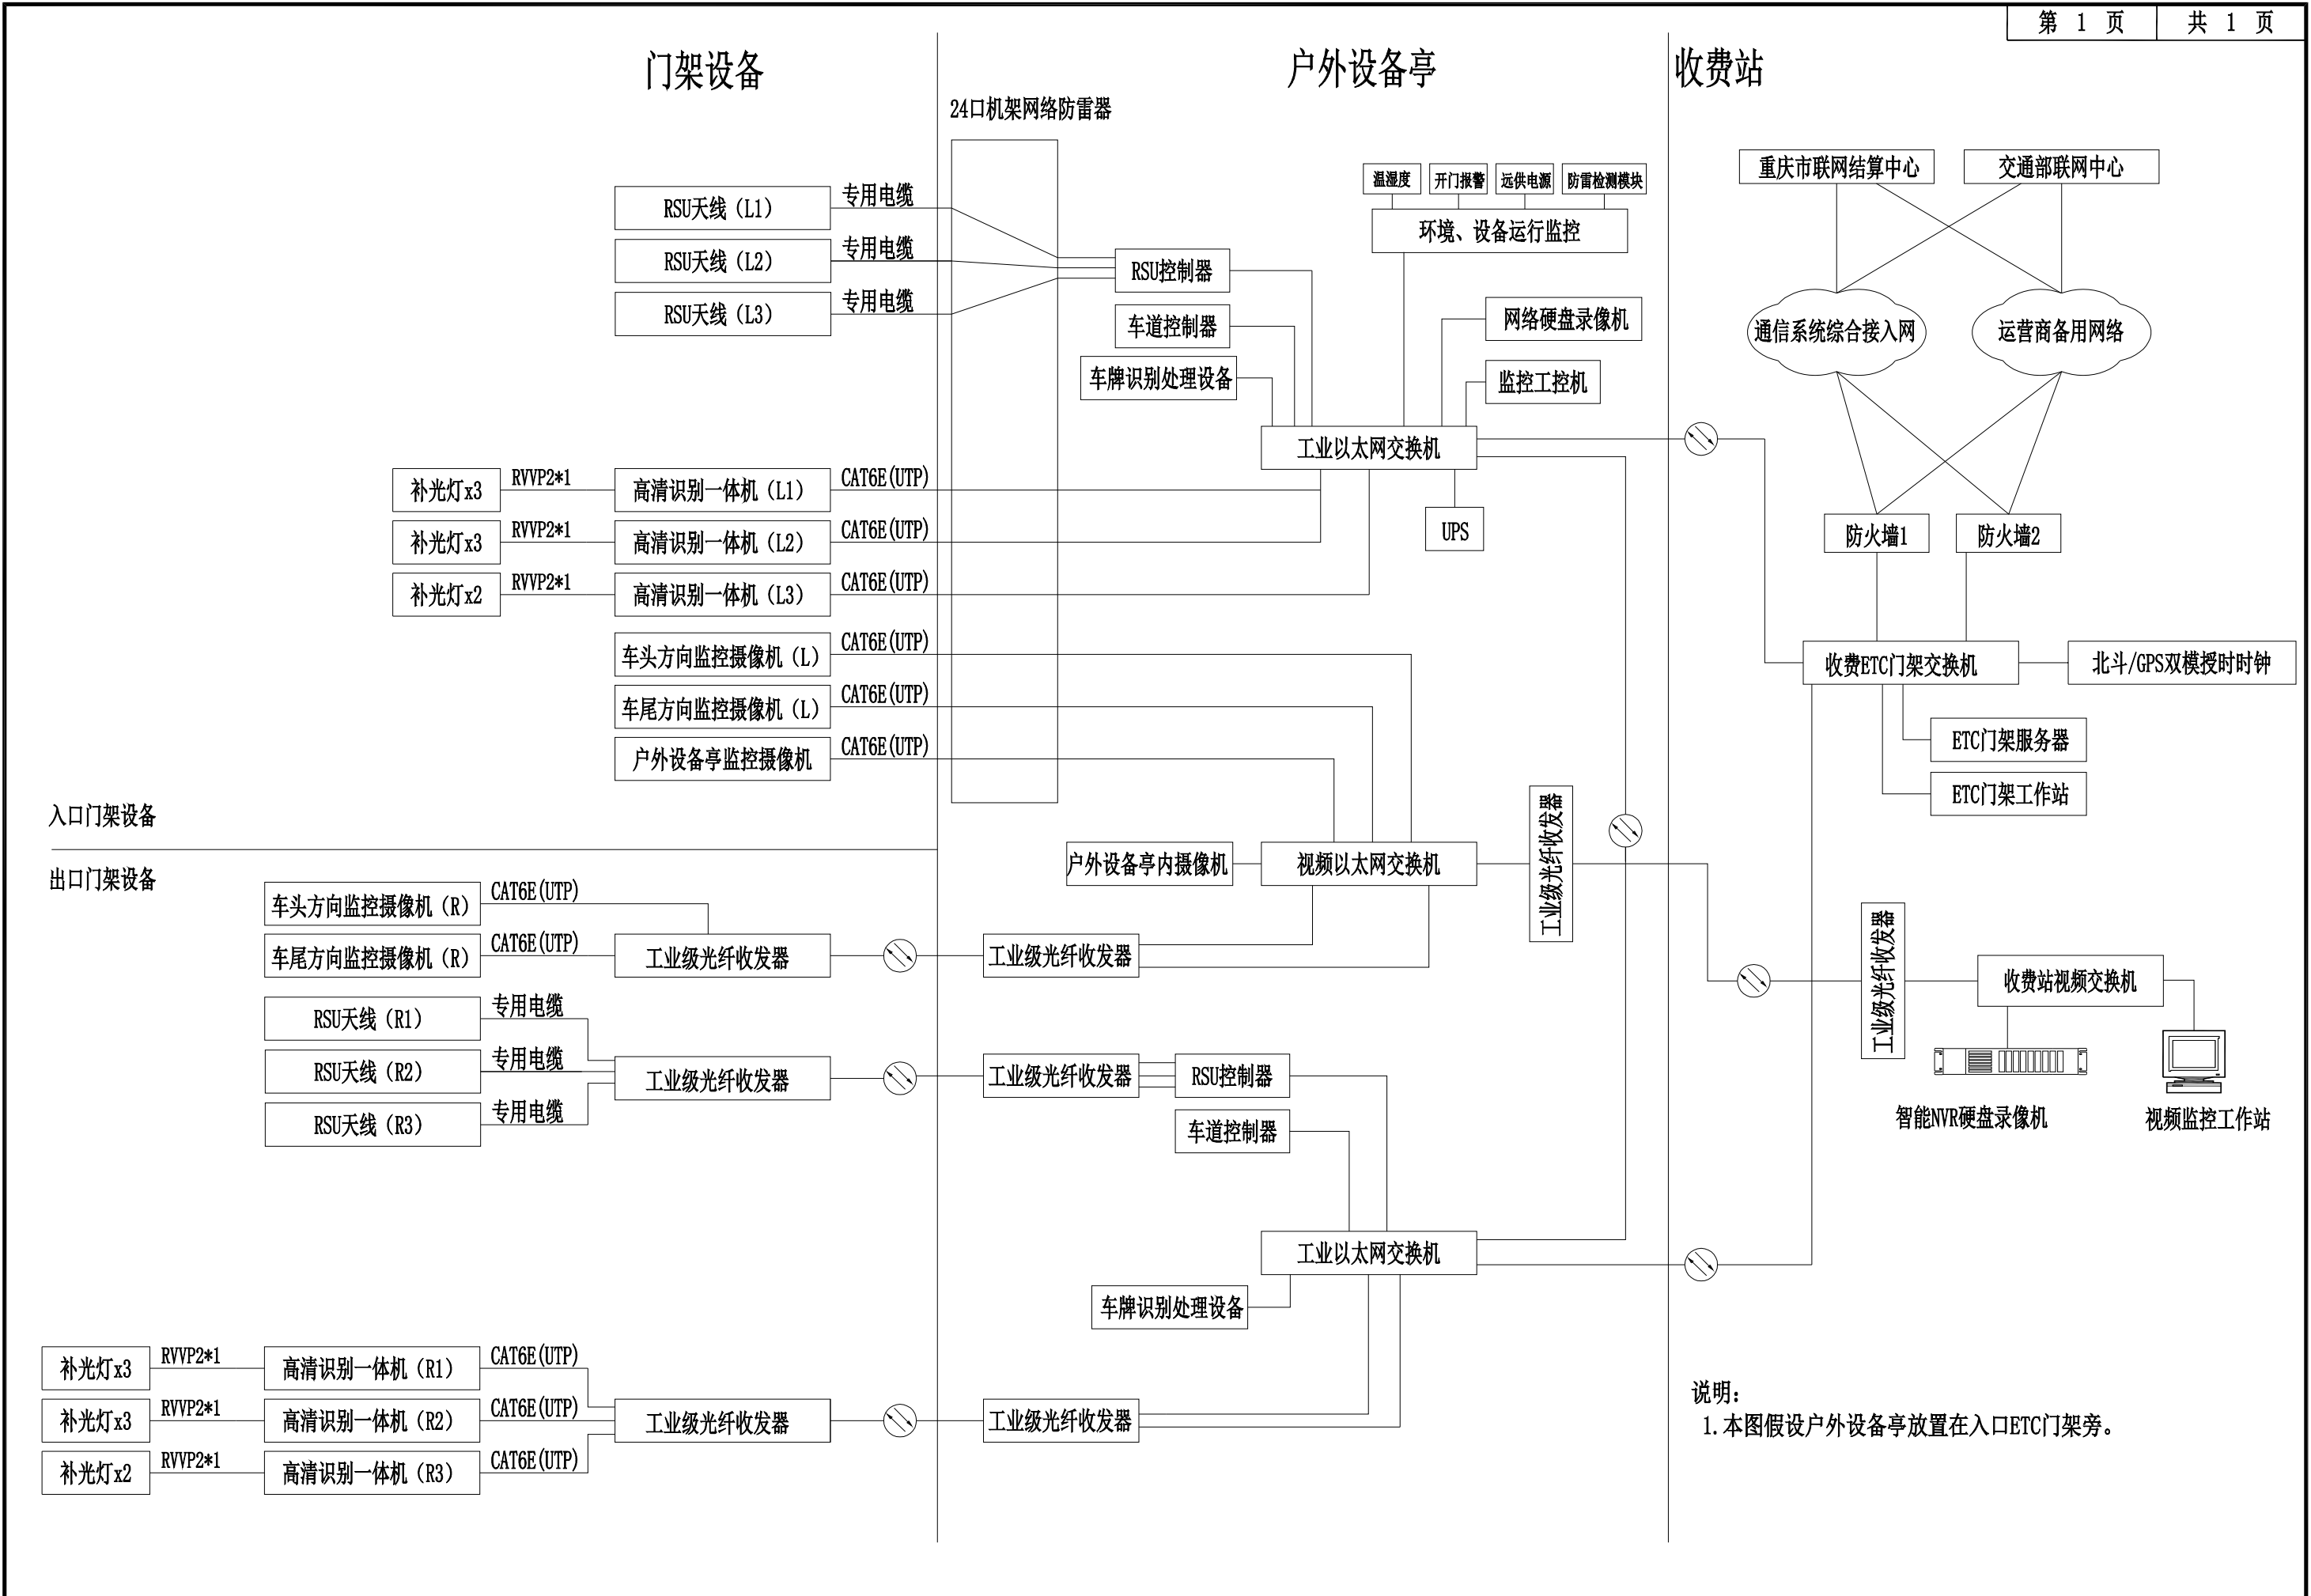 第 1 页 共 1 页
门架设备
户外设备亭
收费站
24口机架网络防雷器
RSU天线（L1）
专用电缆
RSU天线（L2）
专用电缆
RSU天线（L3）
专用电缆
温湿度
开门报警
远供电源
防雷检测模块
环境、设备运行监控
RSU控制器
车道控制器
车牌识别处理设备
网络硬盘录像机
监控工控机
工业以太网交换机
UPS
重庆市联网结算中心
交通部联网中心
通信系统综合接入网
运营商备用网络
防火墙1
防火墙2
收费ETC门架交换机
北斗/GPS双模授时时钟
ETC门架服务器
ETC门架工作站
补光灯x3
RVVP2*1
高清识别一体机（L1）
CAT6E(UTP)
补光灯x3
RVVP2*1
高清识别一体机（L2）
CAT6E(UTP)
补光灯x2
RVVP2*1
高清识别一体机（L3）
CAT6E(UTP)
车头方向监控摄像机（L）
CAT6E(UTP)
车尾方向监控摄像机（L）
CAT6E(UTP)
户外设备亭监控摄像机
CAT6E(UTP)
入口门架设备
出口门架设备
户外设备亭内摄像机
视频以太网交换机
工业级光纤收发器
车头方向监控摄像机（R）
CAT6E(UTP)
车尾方向监控摄像机（R）
CAT6E(UTP)
工业级光纤收发器
工业级光纤收发器
工业级光纤收发器
收费站视频交换机
智能NVR硬盘录像机
视频监控工作站
RSU天线（R1）
专用电缆
RSU天线（R2）
专用电缆
RSU天线（R3）
专用电缆
工业级光纤收发器
工业级光纤收发器
RSU控制器
车道控制器
工业以太网交换机
车牌识别处理设备
补光灯x3
RVVP2*1
高清识别一体机（R1）
CAT6E(UTP)
补光灯x3
RVVP2*1
高清识别一体机（R2）
CAT6E(UTP)
补光灯x2
RVVP2*1
高清识别一体机（R3）
CAT6E(UTP)
工业级光纤收发器
工业级光纤收发器
说明：
1.本图假设户外设备亭放置在入口ETC门架旁。